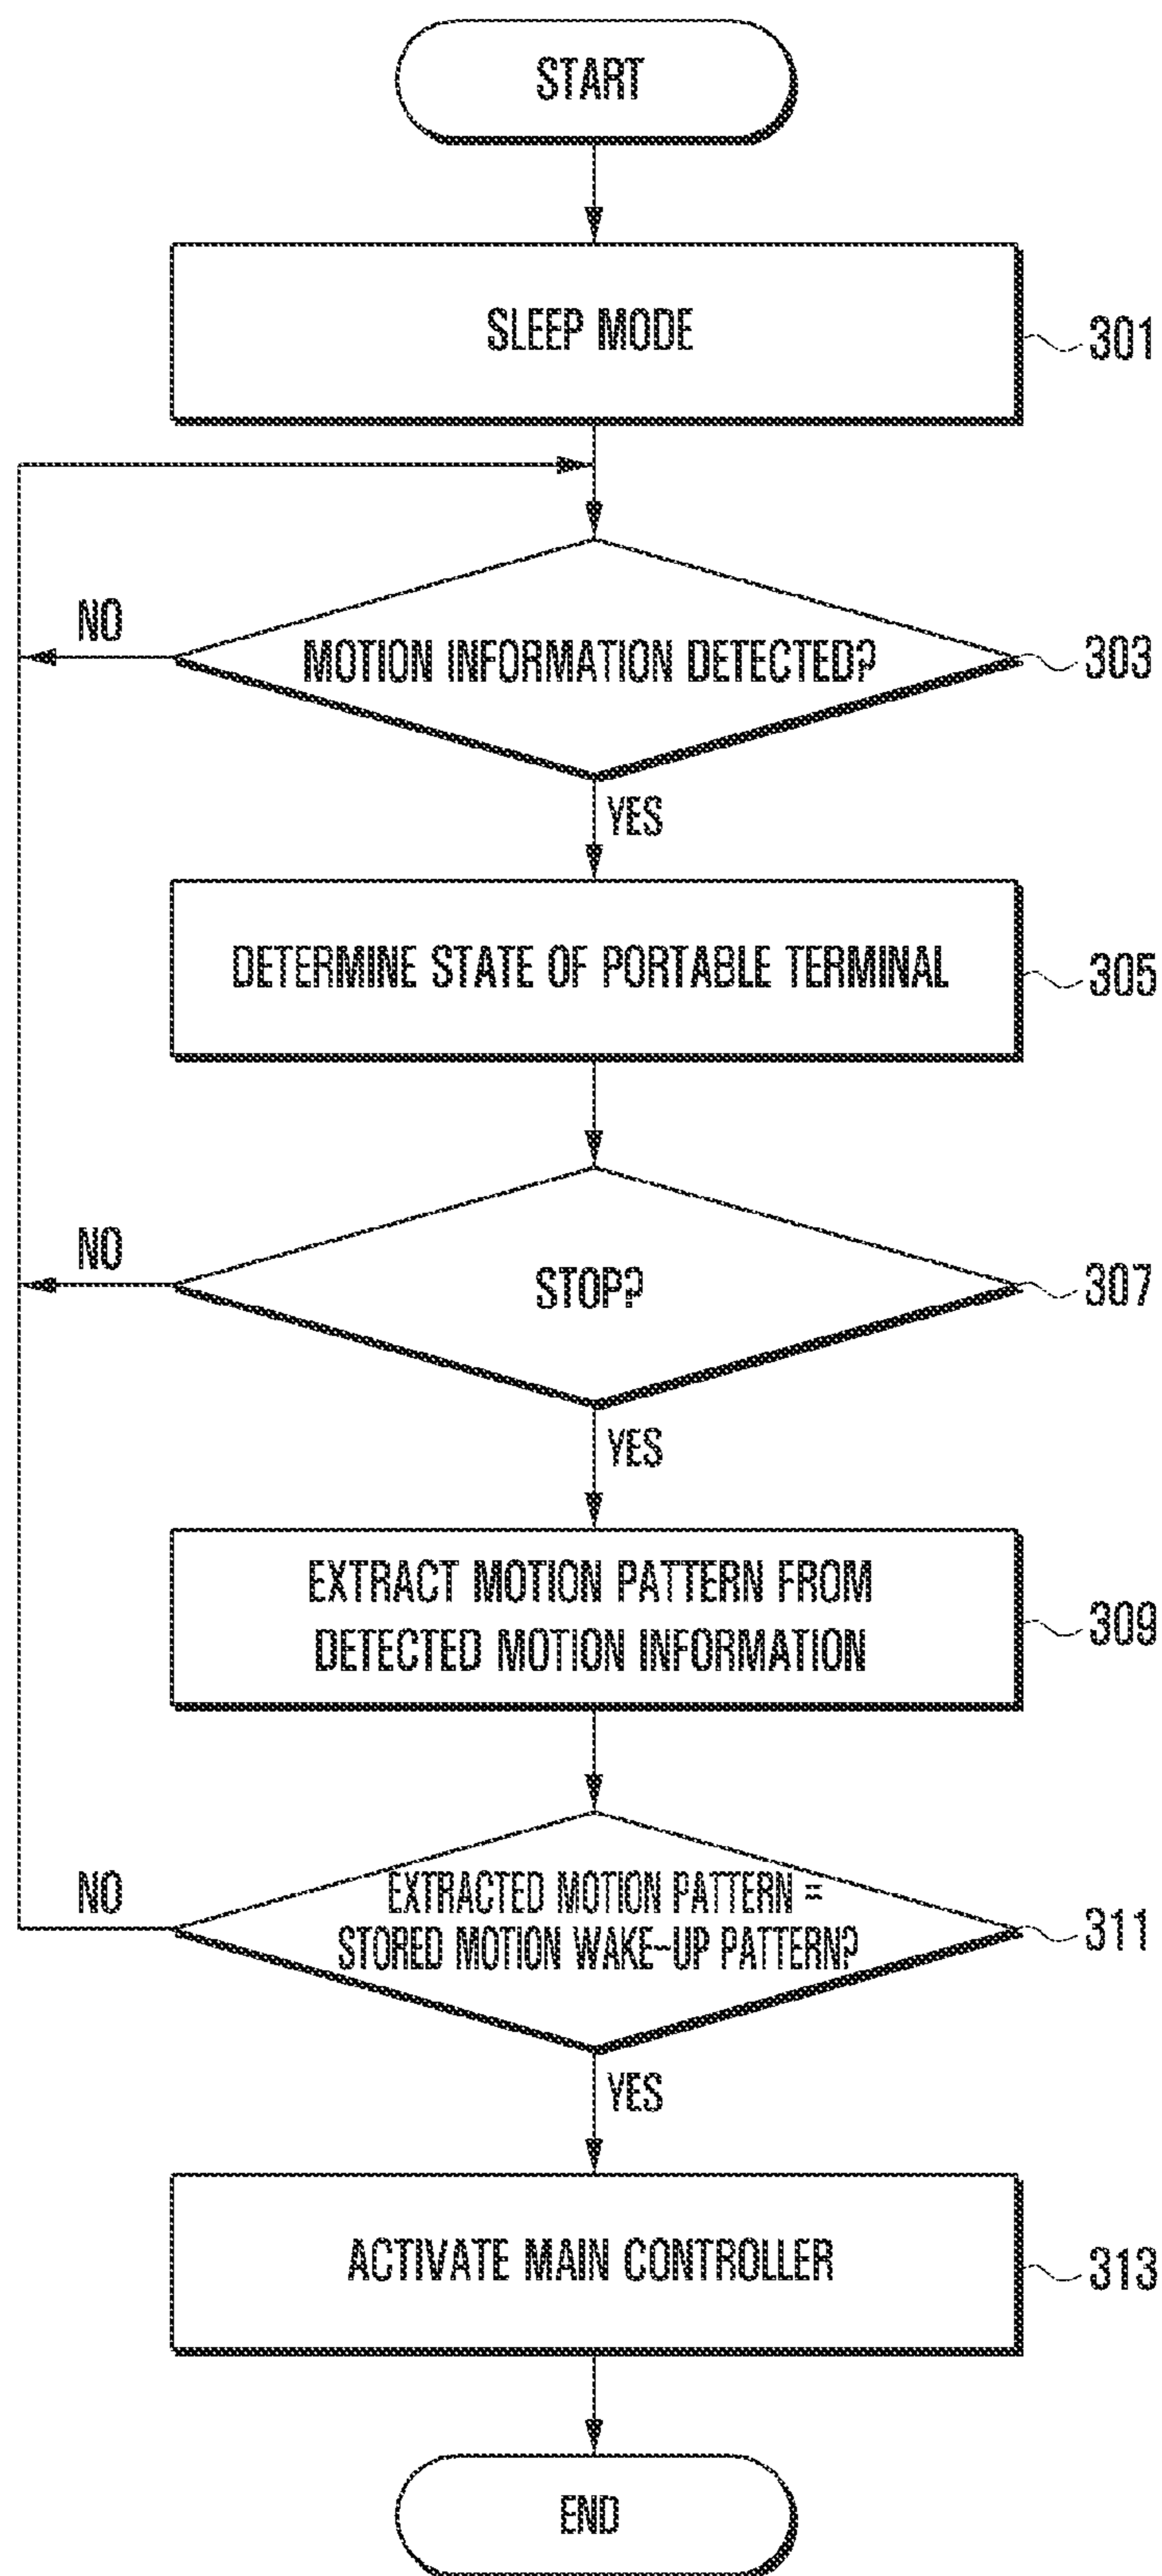 START
SLEEP MODE
301
NO
MOTION INFORMATION DETECTED?
303
YES
DETERMINE STATE OF PORTABLE TERMINAL
305
NO
STOP?
307
YES
EXTRACT MOTION PATTERN FROM
DETECTED MOTION INFORMATION
309
NO
EXTRACTED MOTION PATTERN =
STORED MOTION WAKE-UP PATTERN?
311
YES
ACTIVATE MAIN CONTROLLER
313
END